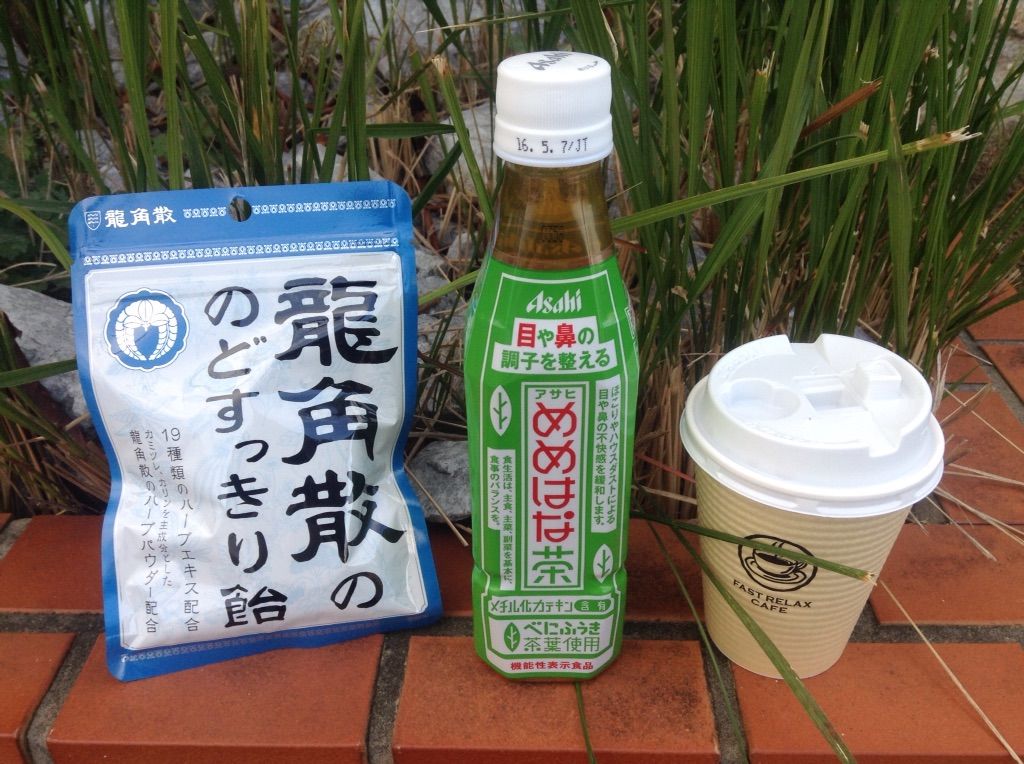 龍角散
龍角散の
のどすっきり飴
19種類のハーブエキス配合
カミツレ、カリンを主成分とした
龍角散のハーブパウダー配合
Asahi
16.5.7/JT
Asahi
目や鼻の
調子を整える
ほこりやハウスダストによる
目や鼻の不快感を緩和します。
アサヒ
めめはな茶
食生活は、主食、主菜、副菜を基本に、
食事のバランスを。
メチル化カテキン含有
べにふうき
茶葉使用
機能性表示食品
FAST RELAX
CAFE